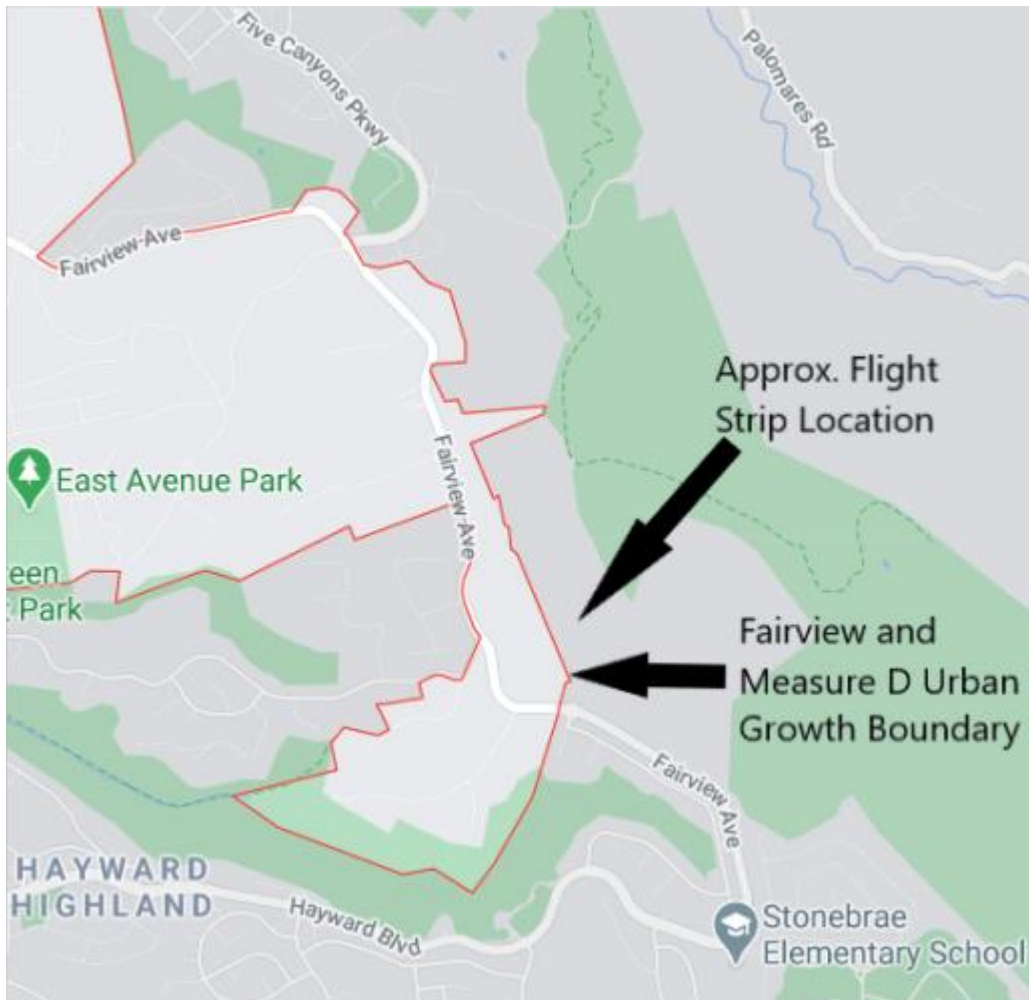 Five Canyons Pkwy
Palomares Rd
Fairview Ave
Approx. Flight
Strip Location
Fairview Ave
East Avenue Park
reen
t Park
Fairview and
Measure D Urban
Growth Boundary
Fairview Ave
HAYWARD
HIGHLAND
Hayward Blvd
Stonebrae
Elementary School